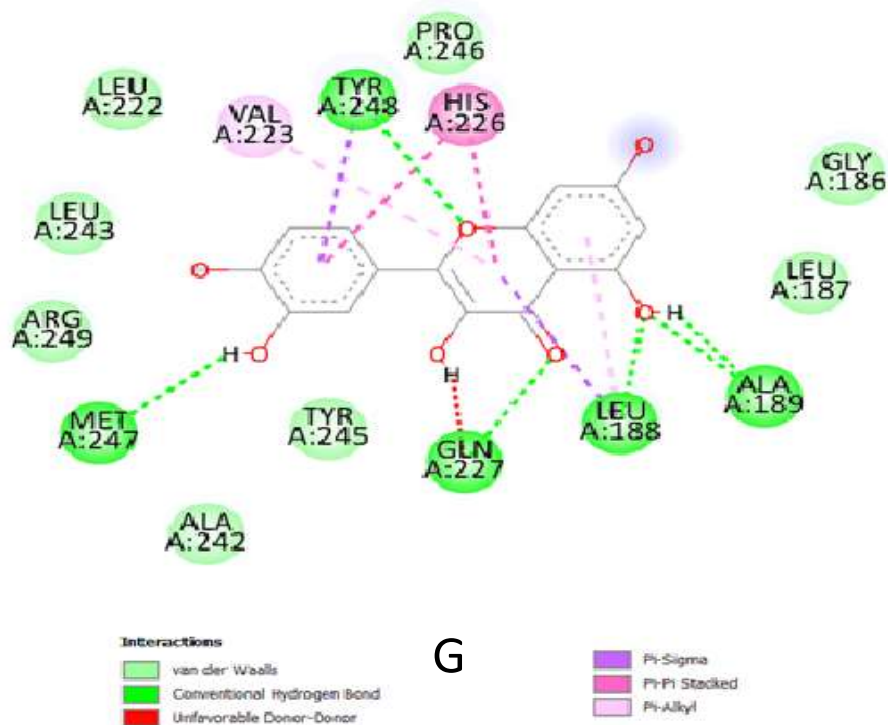 PRO
A:246
LEU
A:222
TYR
A:248
VAL
A:223
HIS
A:226
O
GLY
A:186
LEU
A:243
O
LEU
A:187
O
ARG
A:249
O
H
H
O
O
O
H
MET
A:247
TYR
A:245
GLN
A:227
LEU
A:188
ALA
A:189
ALA
A:242
Interactions
van der Waals
Conventional Hydrogen Bond
Unfavorable Donor-Donor
G
Pi-Sigma
Pi-Pi Stacked
Pi-Alkyl